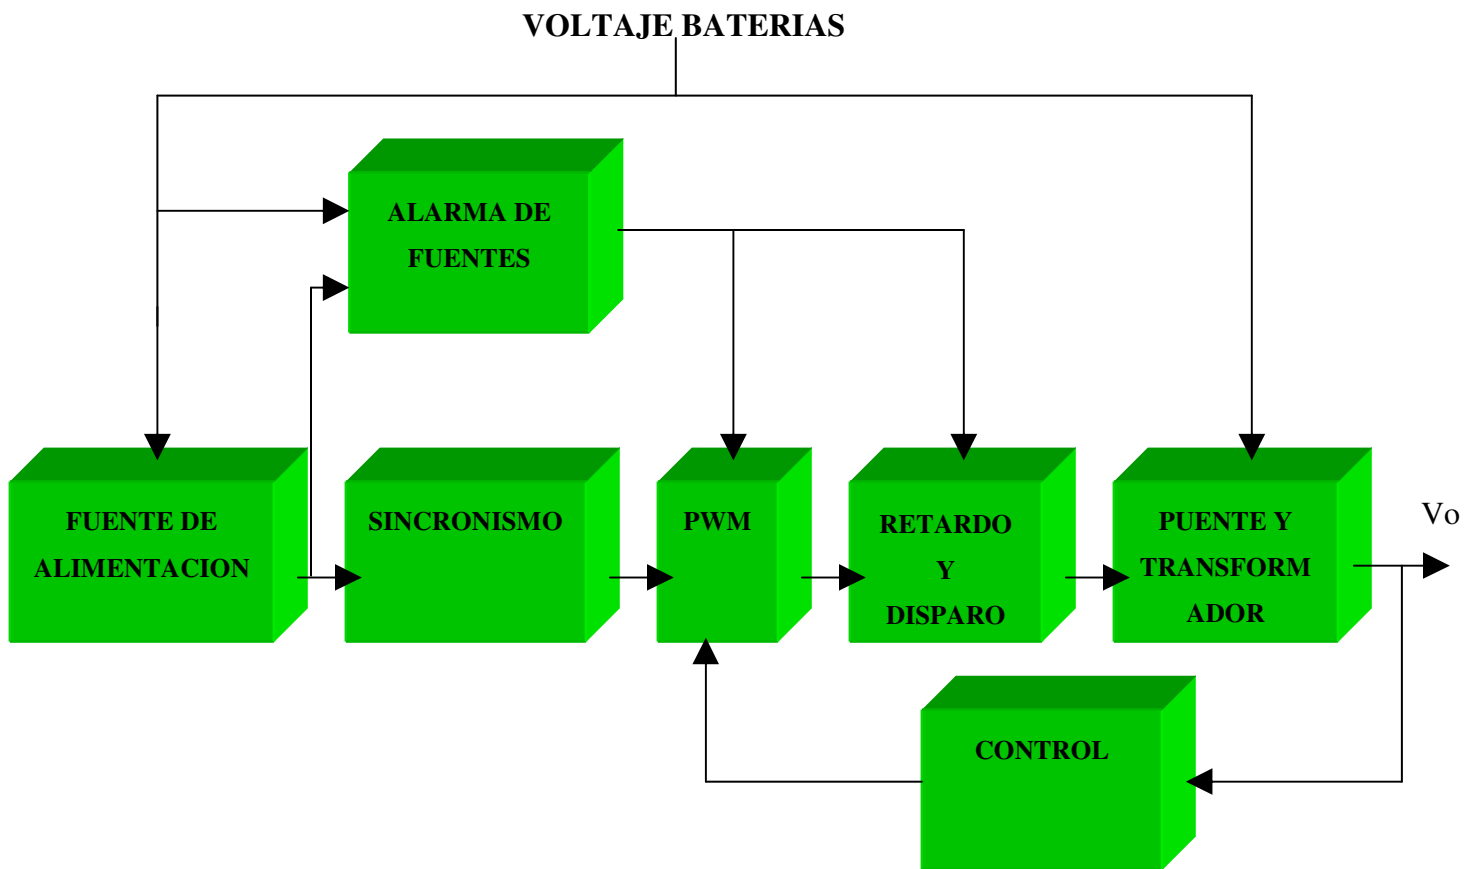 VOLTAJE BATERIAS
ALARMA DE
FUENTES
FUENTE DE
ALIMENTACION
SINCRONISMO
PWM
RETARDO
Y
DISPARO
PUENTE Y
TRANSFORM
ADOR
Vo
CONTROL